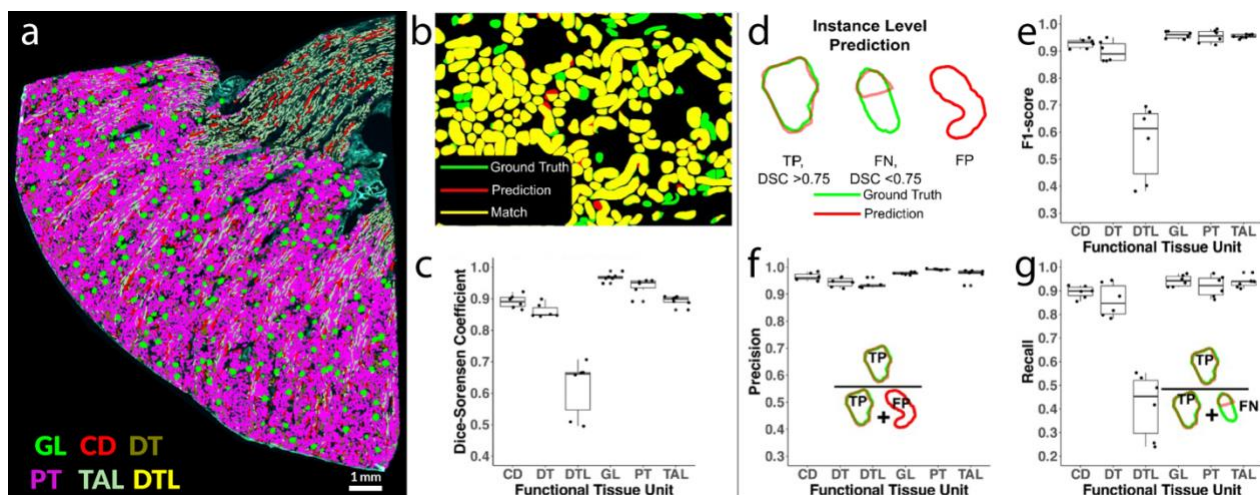 a
GL CD DT
PT TAL DTL
1 mm
b
Ground Truth
Prediction
Match
c
Dice-Sorensen Coefficient
1.0
0.9
0.8
0.7
0.6
0.5
0.4
CD DT DTL GL PT TAL
Functional Tissue Unit
d
Instance Level
Prediction
TP, FN, FP
DSC >0.75 DSC <0.75
Ground Truth
Prediction
e
F1-score
1.0
0.9
0.8
0.7
0.6
0.5
0.4
0.3
CD DT DTL GL PT TAL
Functional Tissue Unit
f
Precision
1.0
0.9
0.8
0.7
0.6
0.5
0.4
0.3
TP
TP + FP
CD DT DTL GL PT TAL
Functional Tissue Unit
g
Recall
1.0
0.9
0.8
0.7
0.6
0.5
0.4
0.3
0.2
TP
TP + FN
CD DT DTL GL PT TAL
Functional Tissue Unit